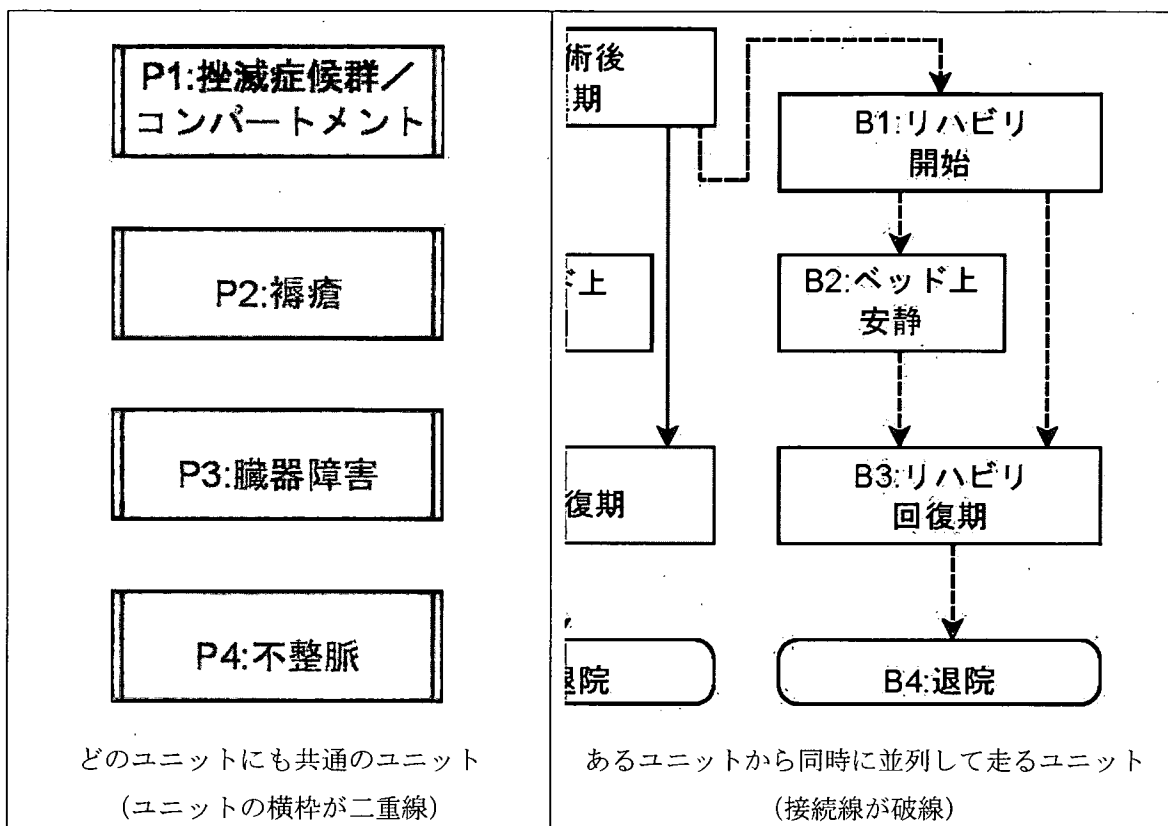 P1:挫滅症候群／
コンパートメント
P2:褥瘡
P3:臓器障害
P4:不整脈
どのユニットにも共通のユニット
（ユニットの横枠が二重線）
術後
期
B1:リハビリ
開始
ド上
B2:ベッド上
安静
復期
B3:リハビリ
回復期
退院
B4:退院
あるユニットから同時に並列して走るユニット
（接続線が破線）